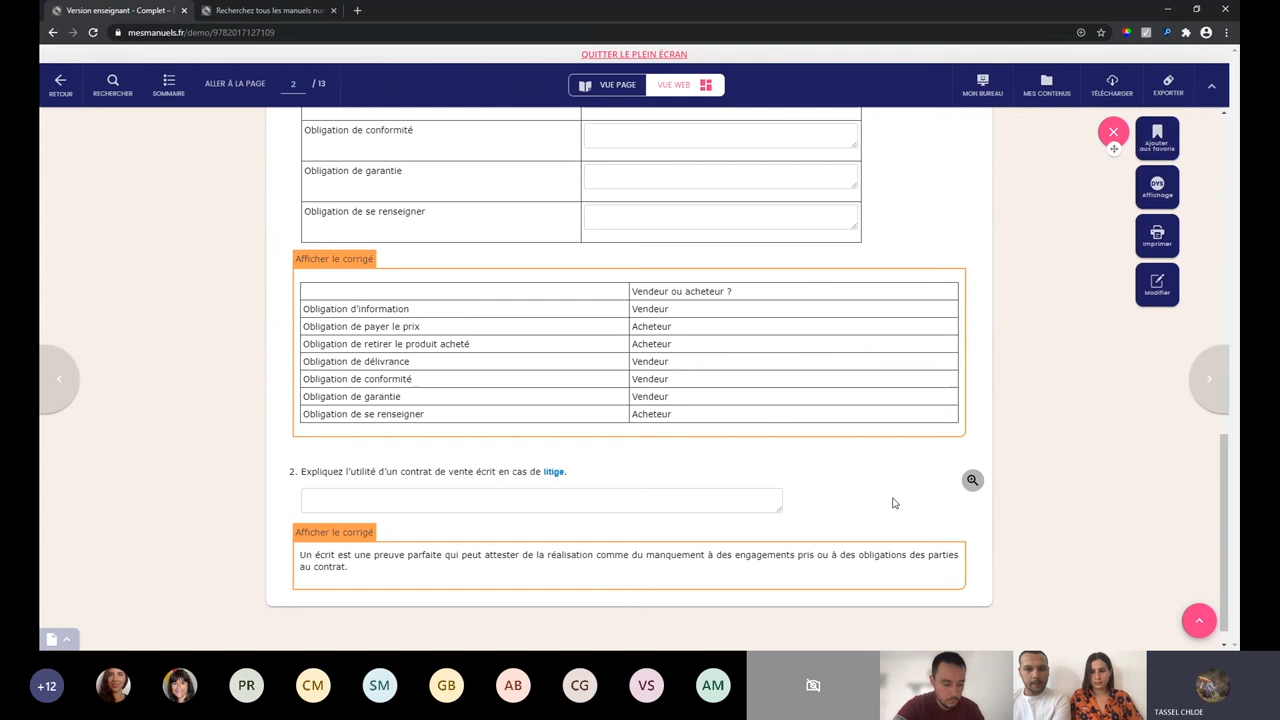 Version enseignant - Complet –
Recherchez tous les manuels nu
mesmanuels.fr/demo/9782017127109
QUITTER LE PLEIN ÉCRAN
RETOUR
RECHERCHER
SOMMAIRE
ALLER À LA PAGE 2 / 13
VUE PAGE
VUE WEB
MON BUREAU
MES CONTENUS
TÉLÉCHARGER
EXPORTER
Ajouter
aux favoris
DYS
Affichage
Imprimer
Modifier
Obligation de conformité
Obligation de garantie
Obligation de se renseigner
Afficher le corrigé
Vendeur ou acheteur ?
Obligation d'information Vendeur
Obligation de payer le prix Acheteur
Obligation de retirer le produit acheté Acheteur
Obligation de délivrance Vendeur
Obligation de conformité Vendeur
Obligation de garantie Vendeur
Obligation de se renseigner Acheteur
2. Expliquez l'utilité d'un contrat de vente écrit en cas de litige.
Afficher le corrigé
Un écrit est une preuve parfaite qui peut attester de la réalisation comme du manquement à des engagements pris ou à des obligations des parties
au contrat.
+12
PR
CM
SM
GB
AB
CG
VS
AM
TASSEL CHLOE